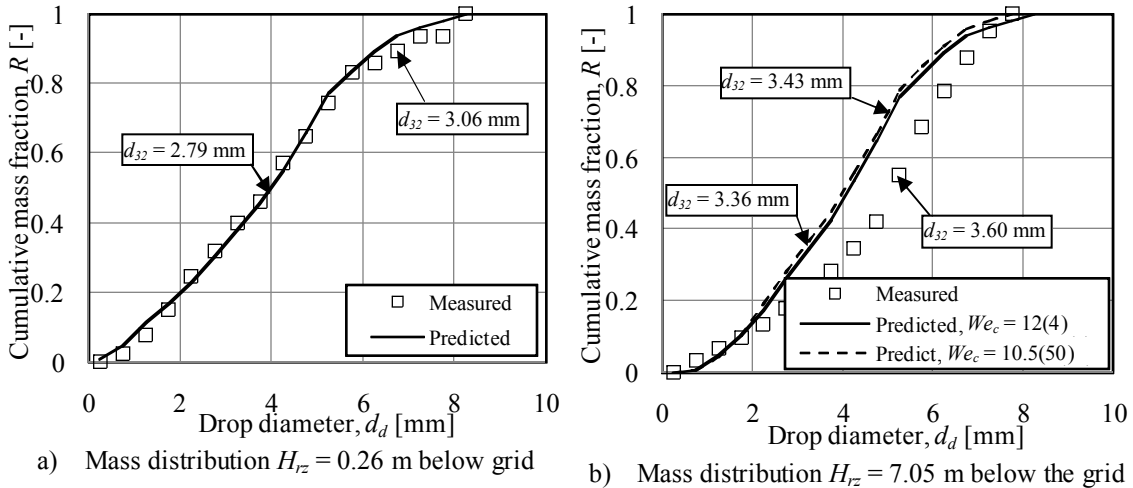 Cumulative mass fraction, R [-]
1
0.8
0.6
0.4
0.2
0
0
2
4
6
8
10
d32 = 3.06 mm
d32 = 2.79 mm
Measured
Predicted
Drop diameter, dd [mm]
a) Mass distribution Hrz = 0.26 m below grid
Cumulative mass fraction, R [-]
1
0.8
0.6
0.4
0.2
0
0
2
4
6
8
10
d32 = 3.43 mm
d32 = 3.36 mm
d32 = 3.60 mm
Measured
Predicted, Wec = 12(4)
Predict, Wec = 10.5(50)
Drop diameter, dd [mm]
b) Mass distribution Hrz = 7.05 m below the grid